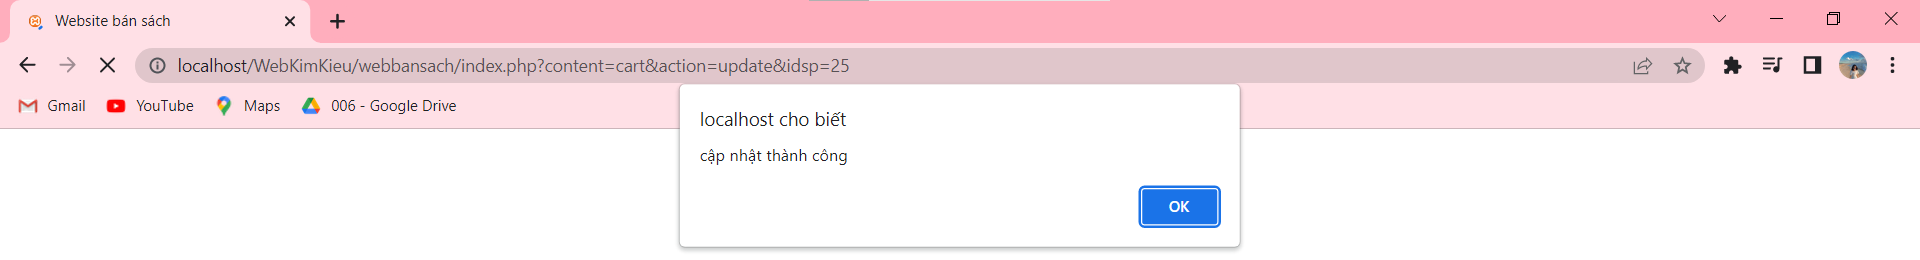 Website bán sách
localhost/WebKimKieu/webbansach/index.php?content=cart&action=update&idsp=25
Gmail YouTube Maps 006 - Google Drive
localhost cho biết
cập nhật thành công
OK